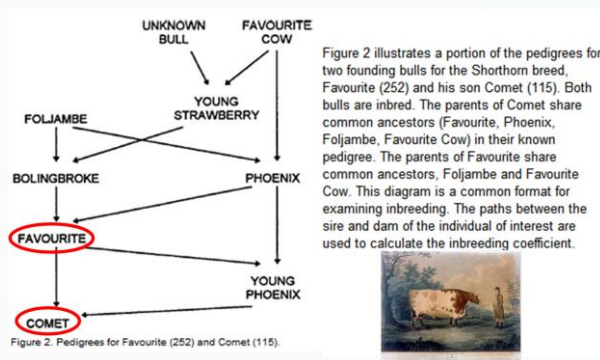 UNKNOWN
BULL
FAVOURITE
COW
YOUNG
STRAWBERRY
FOLJAMBE
BOLINGBROKE
PHOENIX
FAVOURITE
YOUNG
PHOENIX
COMET
Figure 2. Pedigrees for Favourite (252) and Comet (115).
Figure 2 illustrates a portion of the pedigrees for
two founding bulls for the Shorthorn breed,
Favourite (252) and his son Comet (115). Both
bulls are inbred. The parents of Comet share
common ancestors (Favourite, Phoenix,
Foljambe, Favourite Cow) in their known
pedigree. The parents of Favourite share
common ancestors, Foljambe and Favourite
Cow. This diagram is a common format for
examining inbreeding. The paths between the
sire and dam of the individual of interest are
used to calculate the inbreeding coefficient.